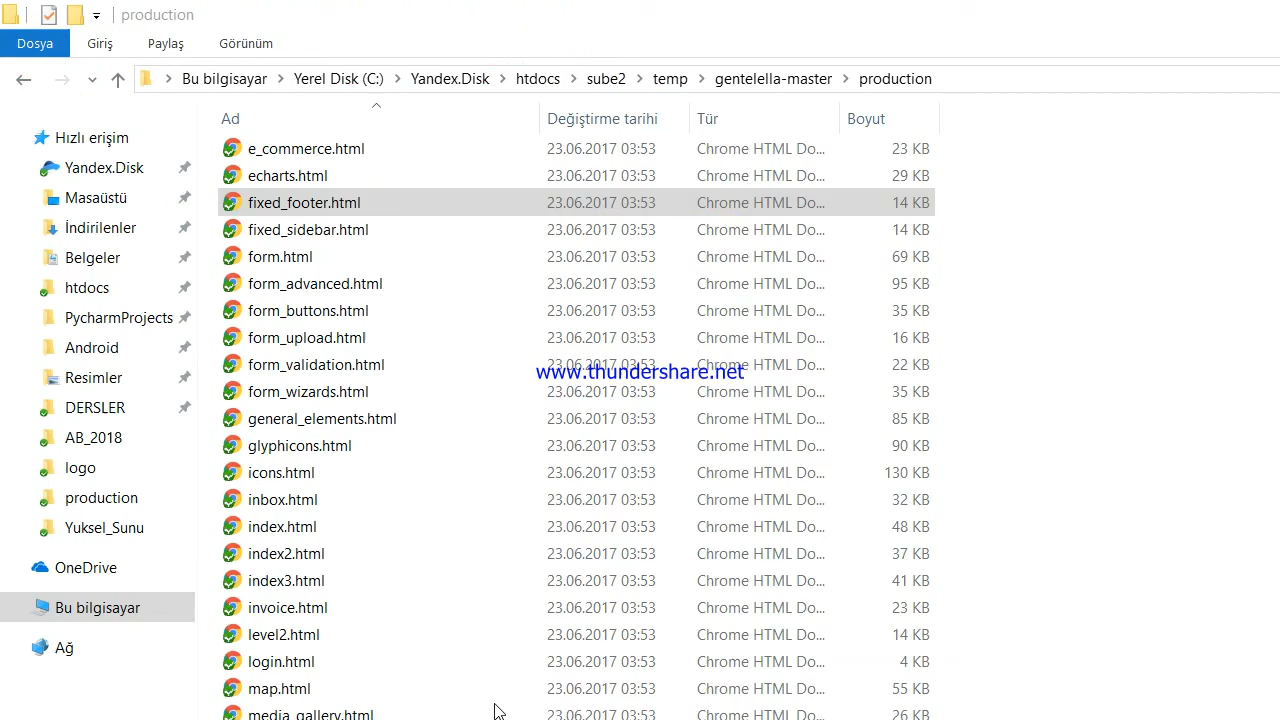 production
Dosya Giriş Paylaş Görünüm
Bu bilgisayar Yerel Disk (C:) Yandex.Disk htdocs sube2 temp gentelella-master production
Ad Değiştirme tarihi Tür Boyut
Hızlı erişim
Yandex.Disk
Masaüstü
İndirilenler
Belgeler
htdocs
PycharmProjects
Android
Resimler
DERSLER
AB_2018
logo
production
Yuksel_Sunu
OneDrive
Bu bilgisayar
Ağ
e_commerce.html 23.06.2017 03:53 Chrome HTML Do... 23 KB
echarts.html 23.06.2017 03:53 Chrome HTML Do... 29 KB
fixed_footer.html 23.06.2017 03:53 Chrome HTML Do... 14 KB
fixed_sidebar.html 23.06.2017 03:53 Chrome HTML Do... 14 KB
form.html 23.06.2017 03:53 Chrome HTML Do... 69 KB
form_advanced.html 23.06.2017 03:53 Chrome HTML Do... 95 KB
form_buttons.html 23.06.2017 03:53 Chrome HTML Do... 35 KB
form_upload.html 23.06.2017 03:53 Chrome HTML Do... 16 KB
form_validation.html 23.06.2017 03:53 Chrome HTML Do... 22 KB
www.thundershare.net
form_wizards.html 23.06.2017 03:53 Chrome HTML Do... 35 KB
general_elements.html 23.06.2017 03:53 Chrome HTML Do... 85 KB
glyphicons.html 23.06.2017 03:53 Chrome HTML Do... 90 KB
icons.html 23.06.2017 03:53 Chrome HTML Do... 130 KB
inbox.html 23.06.2017 03:53 Chrome HTML Do... 32 KB
index.html 23.06.2017 03:53 Chrome HTML Do... 48 KB
index2.html 23.06.2017 03:53 Chrome HTML Do... 37 KB
index3.html 23.06.2017 03:53 Chrome HTML Do... 41 KB
invoice.html 23.06.2017 03:53 Chrome HTML Do... 23 KB
level2.html 23.06.2017 03:53 Chrome HTML Do... 14 KB
login.html 23.06.2017 03:53 Chrome HTML Do... 4 KB
map.html 23.06.2017 03:53 Chrome HTML Do... 55 KB
media_gallery.html 23.06.2017 03:53 Chrome HTML Do... 26 KB